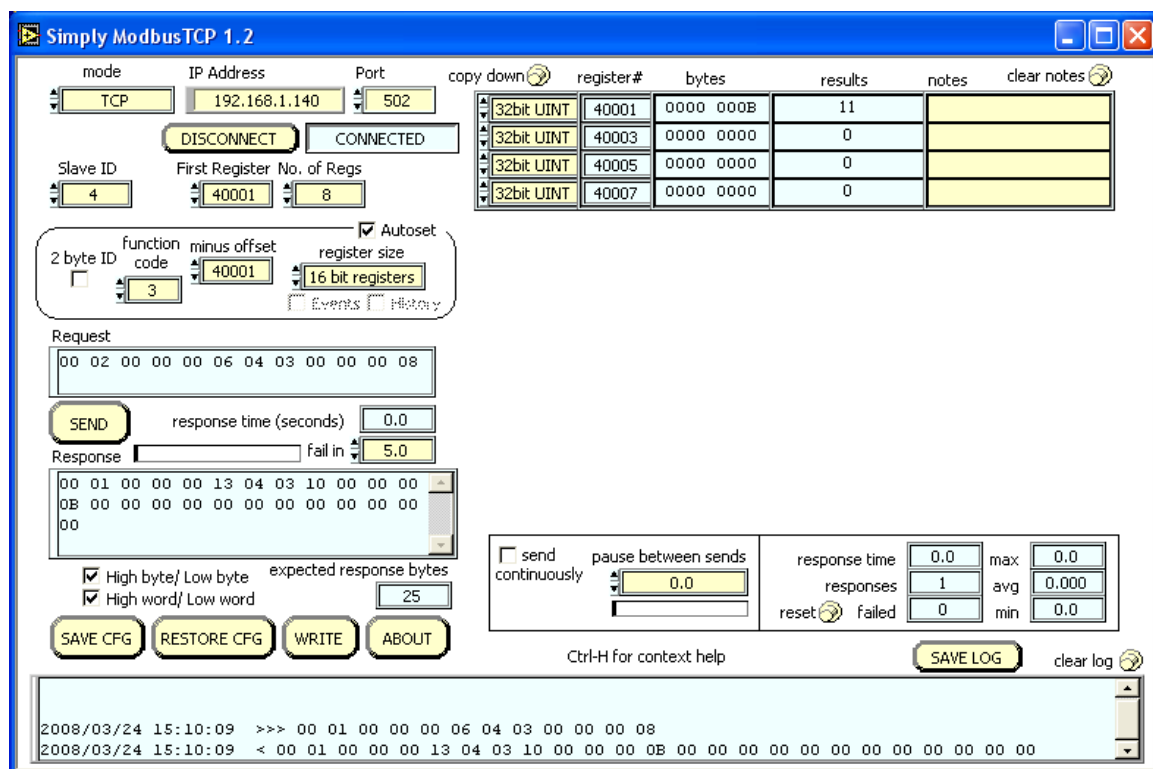 Simply ModbusTCP 1.2
mode IP Address Port copy down register# bytes results notes clear notes
TCP 192.168.1.140 502
32bit UINT 40001 0000 000B 11
32bit UINT 40003 0000 0000 0
32bit UINT 40005 0000 0000 0
32bit UINT 40007 0000 0000 0
DISCONNECT CONNECTED
Slave ID First Register No. of Regs
4 40001 8
Autoset
2 byte ID function code minus offset register size
3 40001 16 bit registers
Events History
Request
00 02 00 00 00 06 04 03 00 00 00 08
SEND response time (seconds) 0.0
Response fail in 5.0
00 01 00 00 00 13 04 03 10 00 00 00
0B 00 00 00 00 00 00 00 00 00 00 00
00
High byte/ Low byte expected response bytes
High word/ Low word 25
send continuously pause between sends
0.0
response time 0.0 max 0.0
responses 1 avg 0.000
reset failed 0 min 0.0
SAVE CFG RESTORE CFG WRITE ABOUT
Ctrl-H for context help SAVE LOG clear log
2008/03/24 15:10:09 >>> 00 01 00 00 00 06 04 03 00 00 00 08
2008/03/24 15:10:09 < 00 01 00 00 00 13 04 03 10 00 00 00 0B 00 00 00 00 00 00 00 00 00 00 00 00